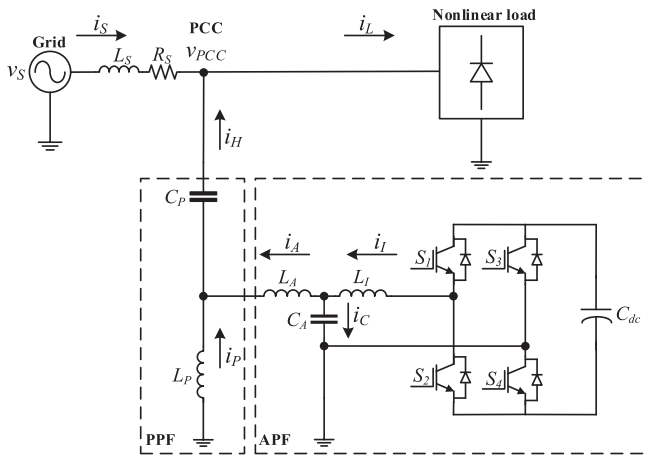 Nonlinear load
PCC
Grid
i_S
i_L
L_S
R_S
v_PCC
v_S
i_H
C_P
i_A
i_I
S_1
S_3
L_A
L_I
C_A
i_C
C_dc
L_P
i_P
S_2
S_4
PPF
APF